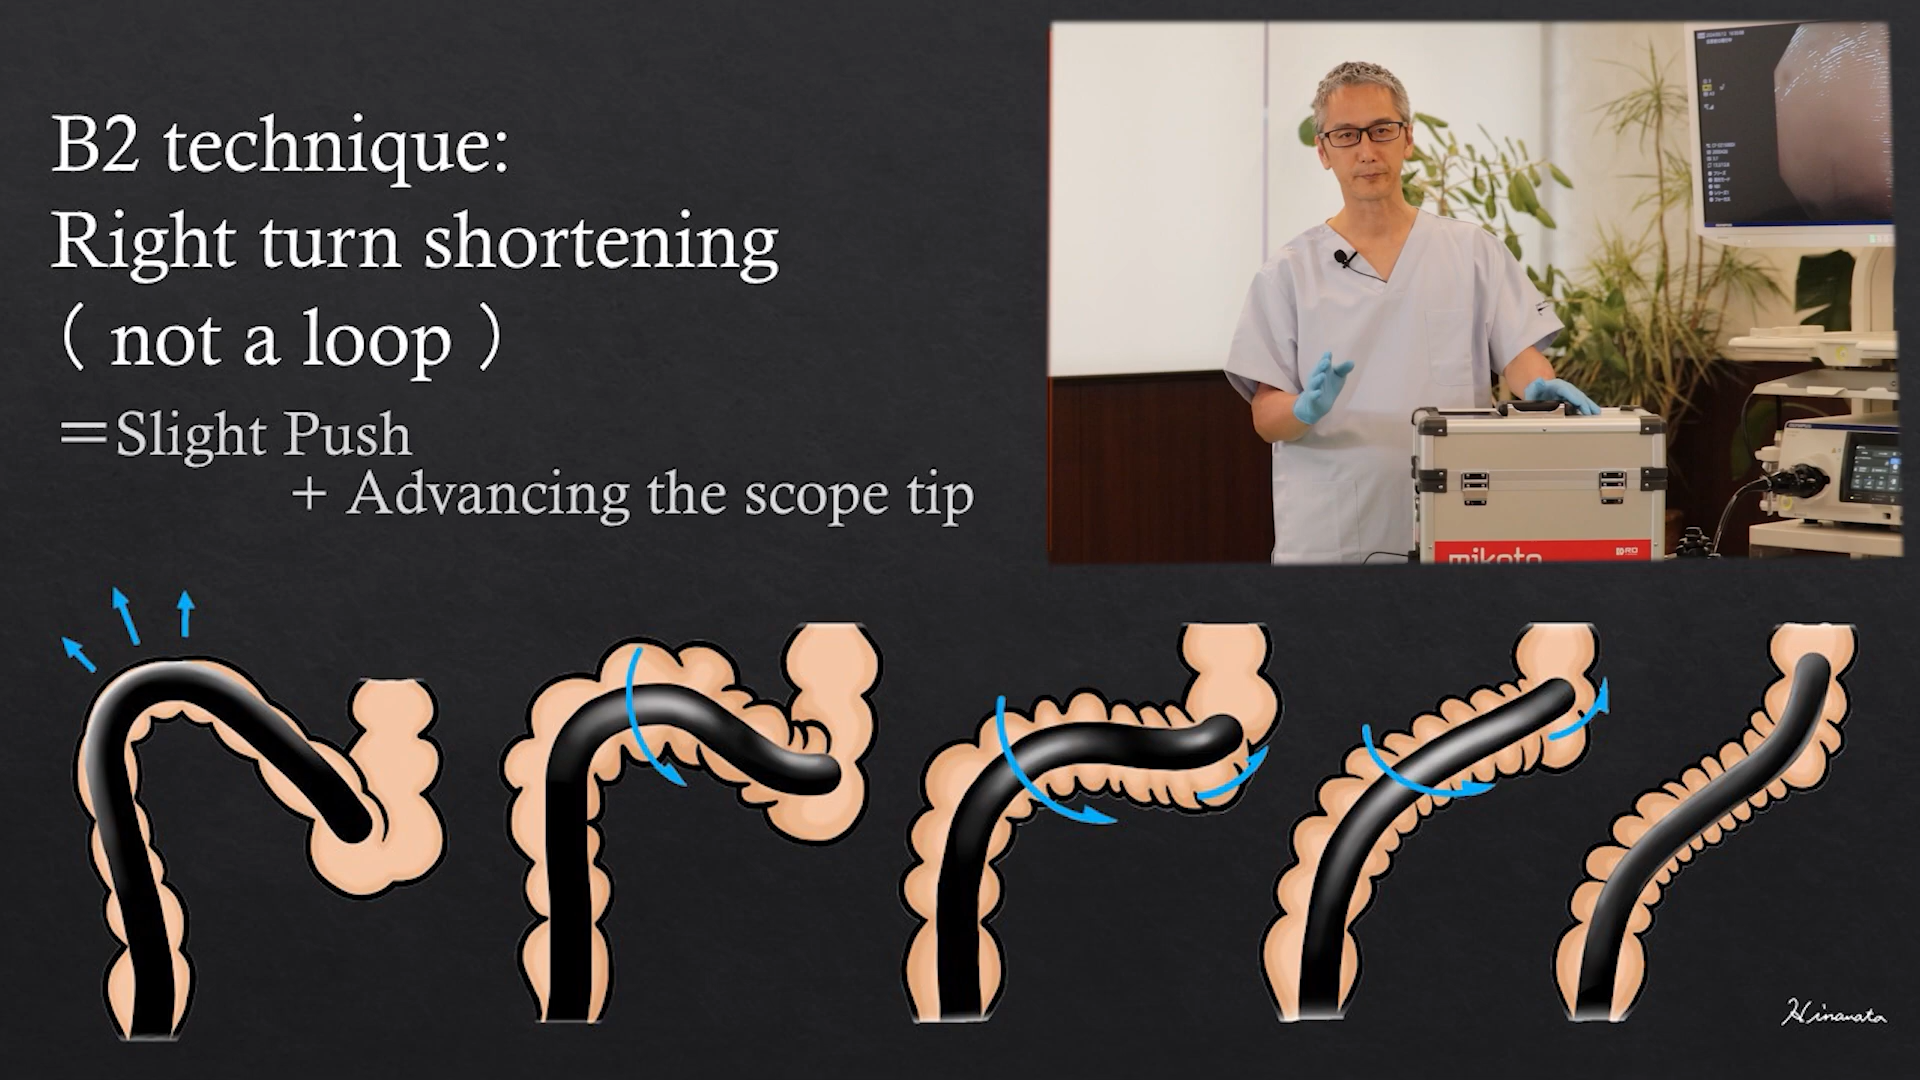 B2 technique:
Right turn shortening
( not a loop )
＝Slight Push
+ Advancing the scope tip
mikoto
Hinanata